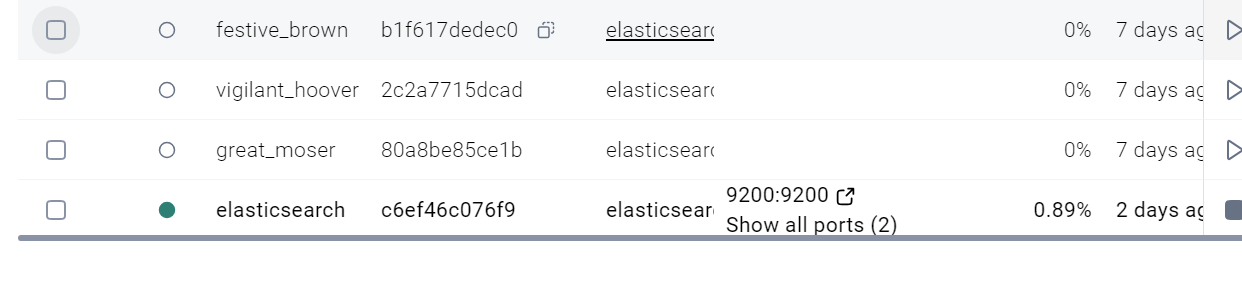 festive_brown b1f617dedec0 elasticsearc 0% 7 days ag
vigilant_hoover 2c2a7715dcad elasticsearc 0% 7 days ag
great_moser 80a8be85ce1b elasticsearc 0% 7 days ag
elasticsearch c6ef46c076f9 elasticsearc 9200:9200 0.89% 2 days ag
Show all ports (2)